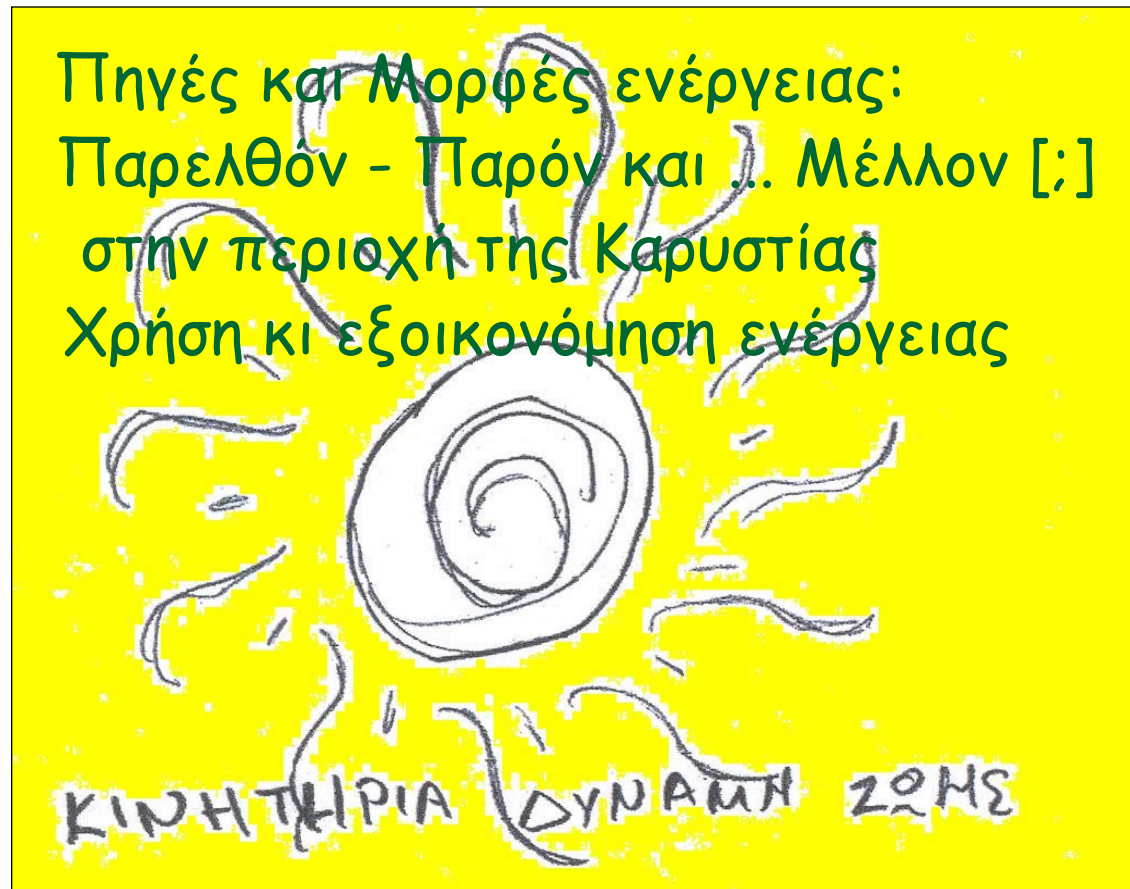 Πηγές και Μορφές ενέργειας:
Παρελθόν - Παρόν και ... Μέλλον [;]
στην περιοχή της Καρυστίας
Χρήση κι εξοικονόμηση ενέργειας
ΚΙΝΗΤΗΡΙΑ ΔΥΝΑΜΗ ΖΩΗΣ